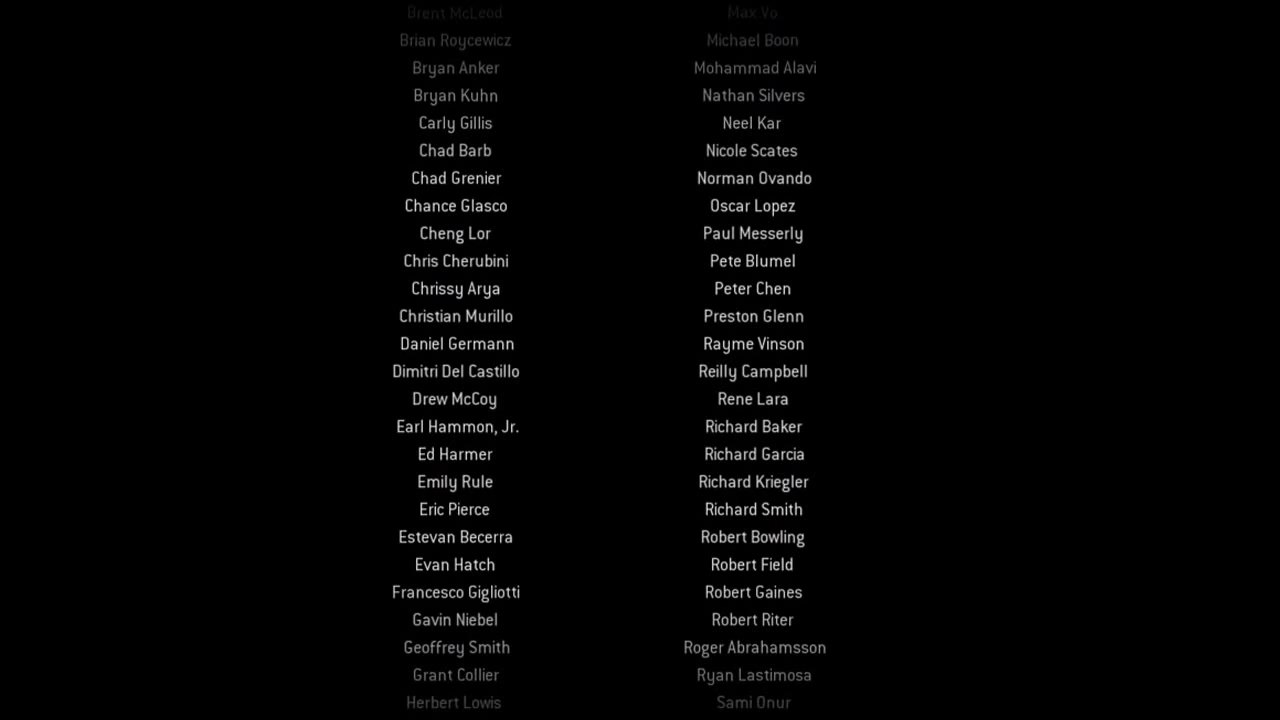 Brent McLeod
Brian Roycewicz
Bryan Anker
Bryan Kuhn
Carly Gillis
Chad Barb
Chad Grenier
Chance Glasco
Cheng Lor
Chris Cherubini
Chrissy Arya
Christian Murillo
Daniel Germann
Dimitri Del Castillo
Drew McCoy
Earl Hammon, Jr.
Ed Harmer
Emily Rule
Eric Pierce
Estevan Becerra
Evan Hatch
Francesco Gigliotti
Gavin Niebel
Geoffrey Smith
Grant Collier
Herbert Lowis
Max Vo
Michael Boon
Mohammad Alavi
Nathan Silvers
Neel Kar
Nicole Scates
Norman Ovando
Oscar Lopez
Paul Messerly
Pete Blumel
Peter Chen
Preston Glenn
Rayme Vinson
Reilly Campbell
Rene Lara
Richard Baker
Richard Garcia
Richard Kriegler
Richard Smith
Robert Bowling
Robert Field
Robert Gaines
Robert Riter
Roger Abrahamsson
Ryan Lastimosa
Sami Onur